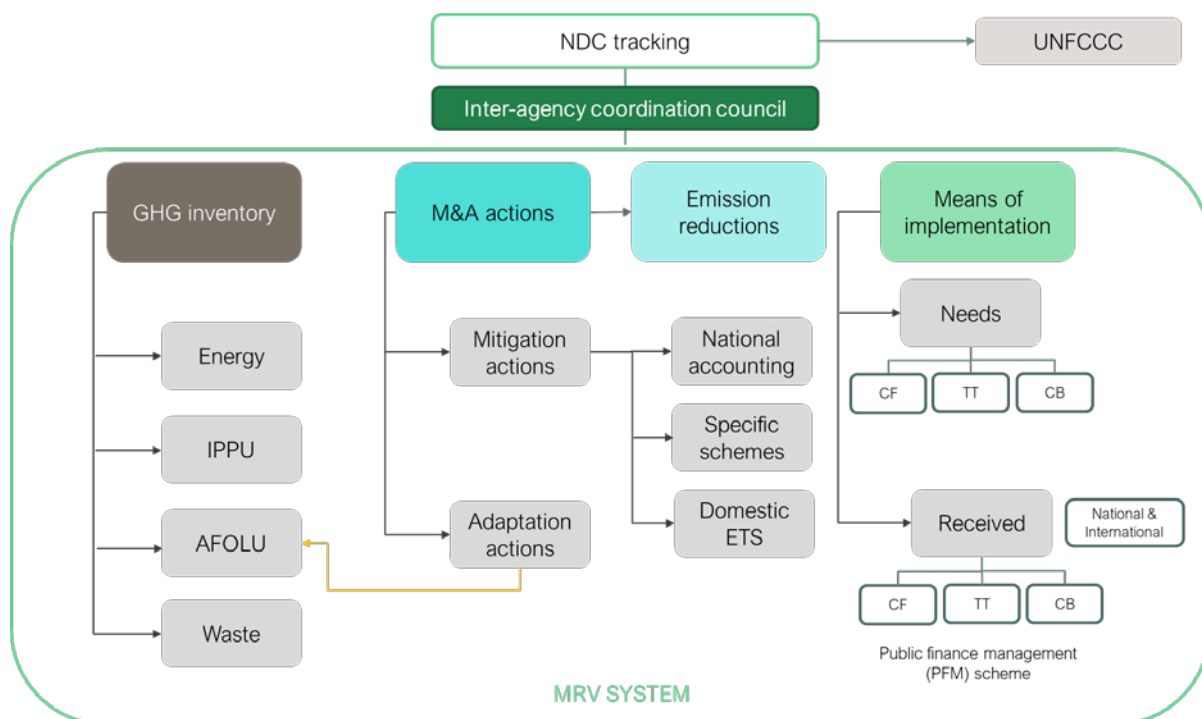 NDC tracking
UNFCCC
Inter-agency coordination council
GHG inventory
M&A actions
Emission
reductions
Means of
implementation
Energy
IPPU
AFOLU
Waste
Mitigation
actions
Adaptation
actions
National
accounting
Specific
schemes
Domestic
ETS
Needs
CF
TT
CB
Received
National &
International
CF
TT
CB
Public finance management
(PFM) scheme
MRV SYSTEM